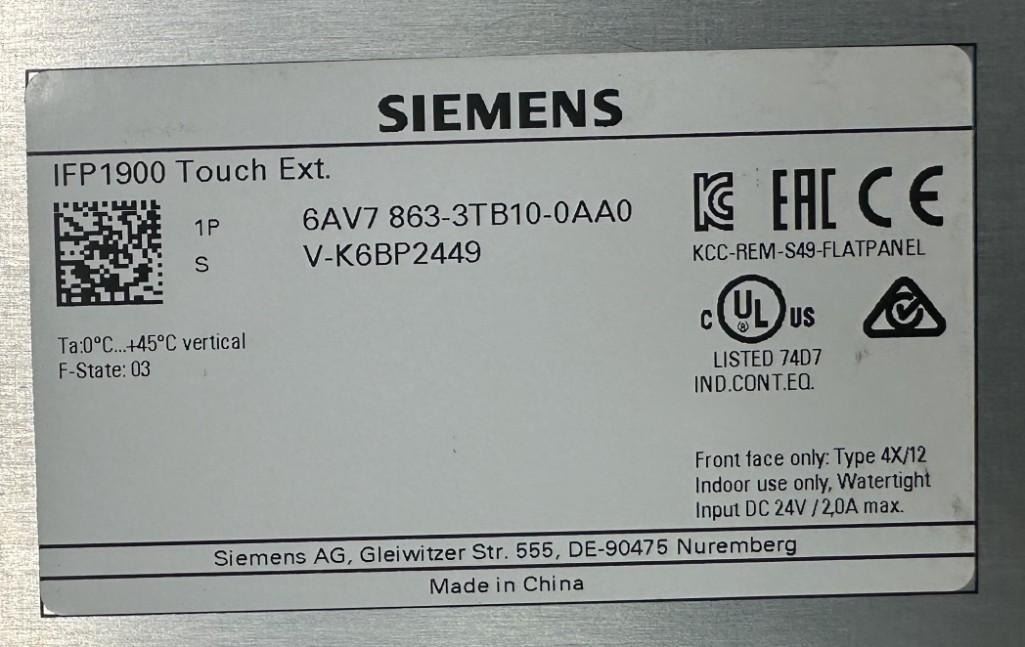 SIEMENS
IFP1900 Touch Ext.
1P 6AV7 863-3TB10-0AA0
S V-K6BP2449
EAC CE
KCC-REM-S49-FLATPANEL
Ta:0°C...+45°C vertical
F-State: 03
C UL US
LISTED 74D7
IND.CONT.EQ.
Front face only: Type 4X/12
Indoor use only, Watertight
Input DC 24V / 2,0A max.
Siemens AG, Gleiwitzer Str. 555, DE-90475 Nuremberg
Made in China